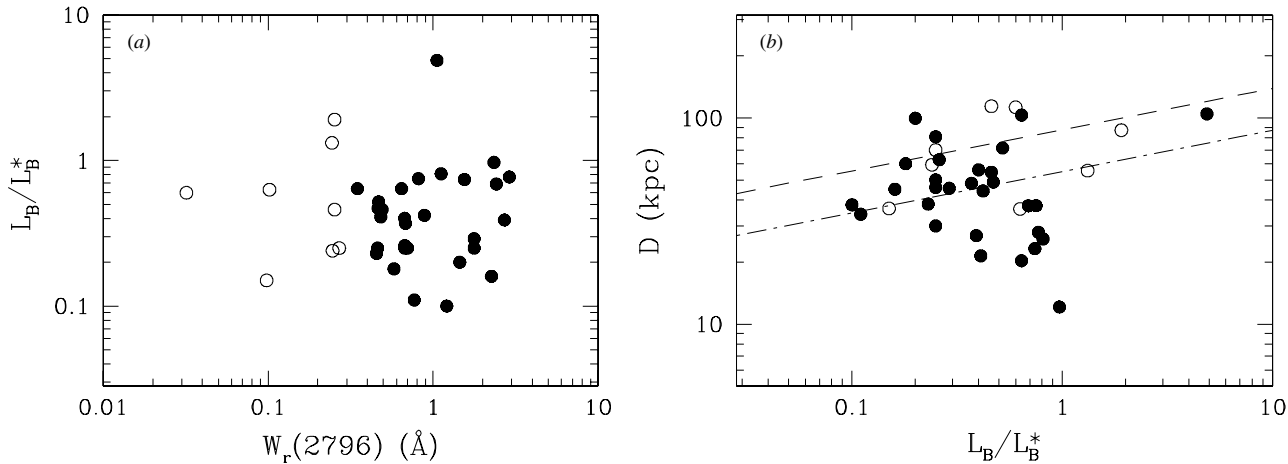 (a)
10
1
0.1
L_B/L_B^*
0.01 0.1 1 10
W_r(2796) (Å)
(b)
100
10
D (kpc)
0.1 1 10
L_B/L_B^*